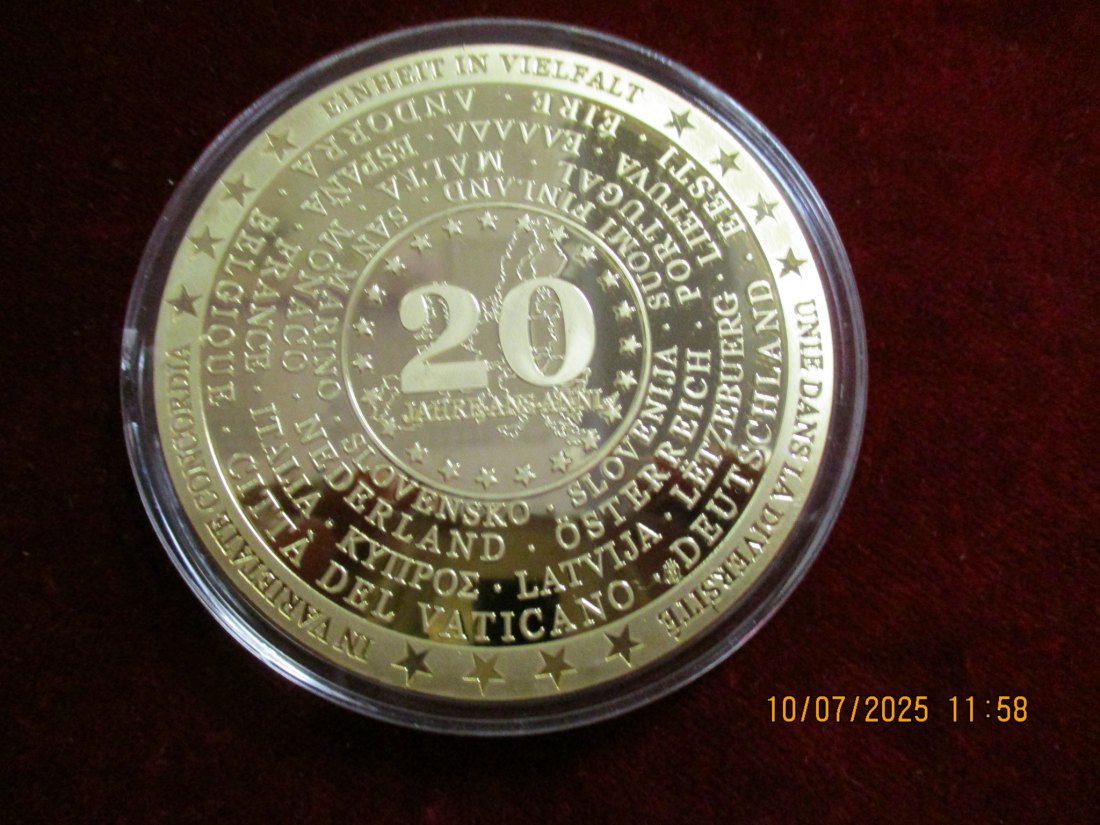 EINHEIT IN VIELFALT
UNIE DANS LA DIVERSITÉ
IN VARIETATE CONCORDIA
ANDORRA · BELGIQUE · CITTÀ DEL VATICANO · DEUTSCHLAND · EESTI · ÉIRE · ΕΛΛΑΔΑ · ESPAÑA · FRANCE · ITALIA · ΚΥΠΡΟΣ · LATVIJA · LËTZEBUERG · LIETUVA · MALTA · MONACO · NEDERLAND · ÖSTERREICH · PORTUGAL · SAN MARINO · SLOVENSKO · SLOVENIJA · SUOMI FINLAND
20
JAHRE ANS ANNI
10/07/2025 11:58